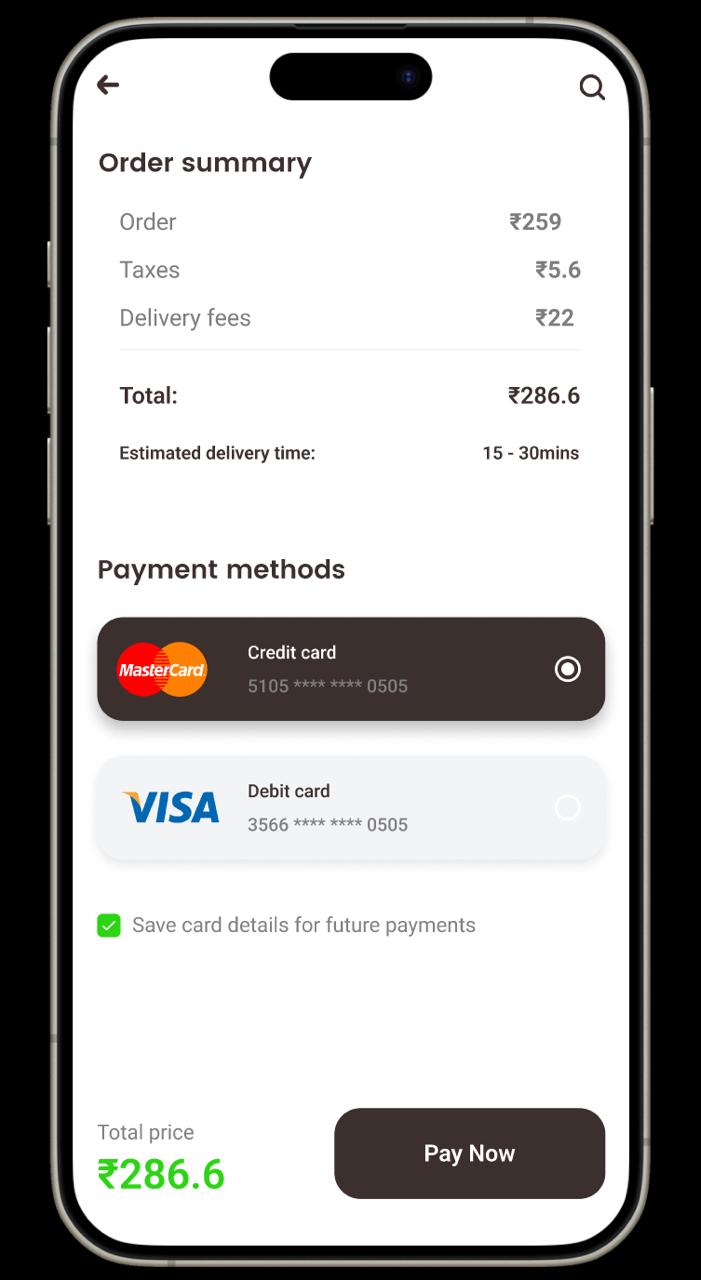 Order summary
Order ₹259
Taxes ₹5.6
Delivery fees ₹22
Total: ₹286.6
Estimated delivery time: 15 - 30mins
Payment methods
MasterCard
Credit card
5105 **** **** 0505
VISA
Debit card
3566 **** **** 0505
Save card details for future payments
Total price
₹286.6
Pay Now